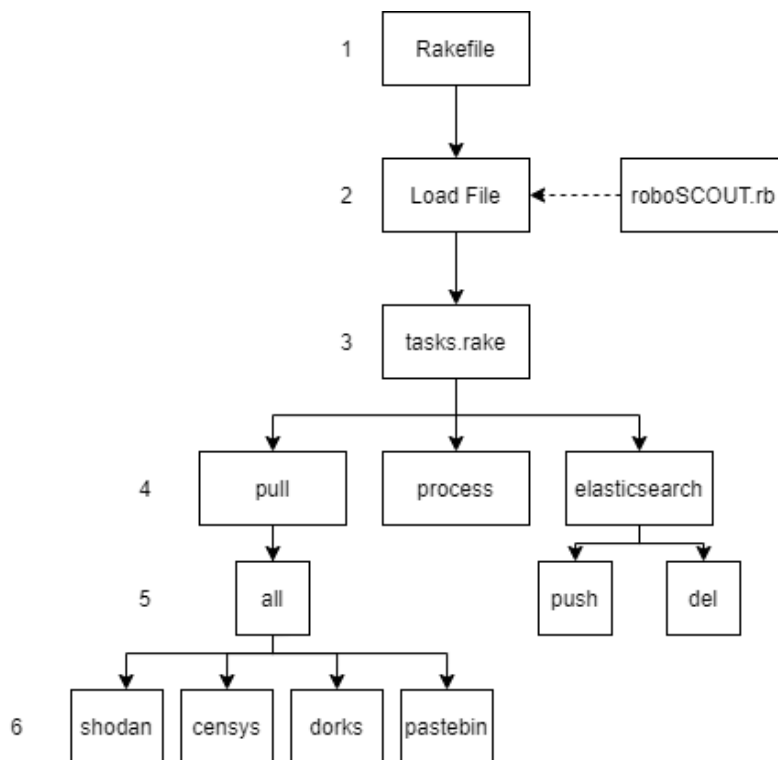 1 Rakefile
2 Load File roboSCOUT.rb
3 tasks.rake
4 pull process elasticsearch
5 all push del
6 shodan censys dorks pastebin